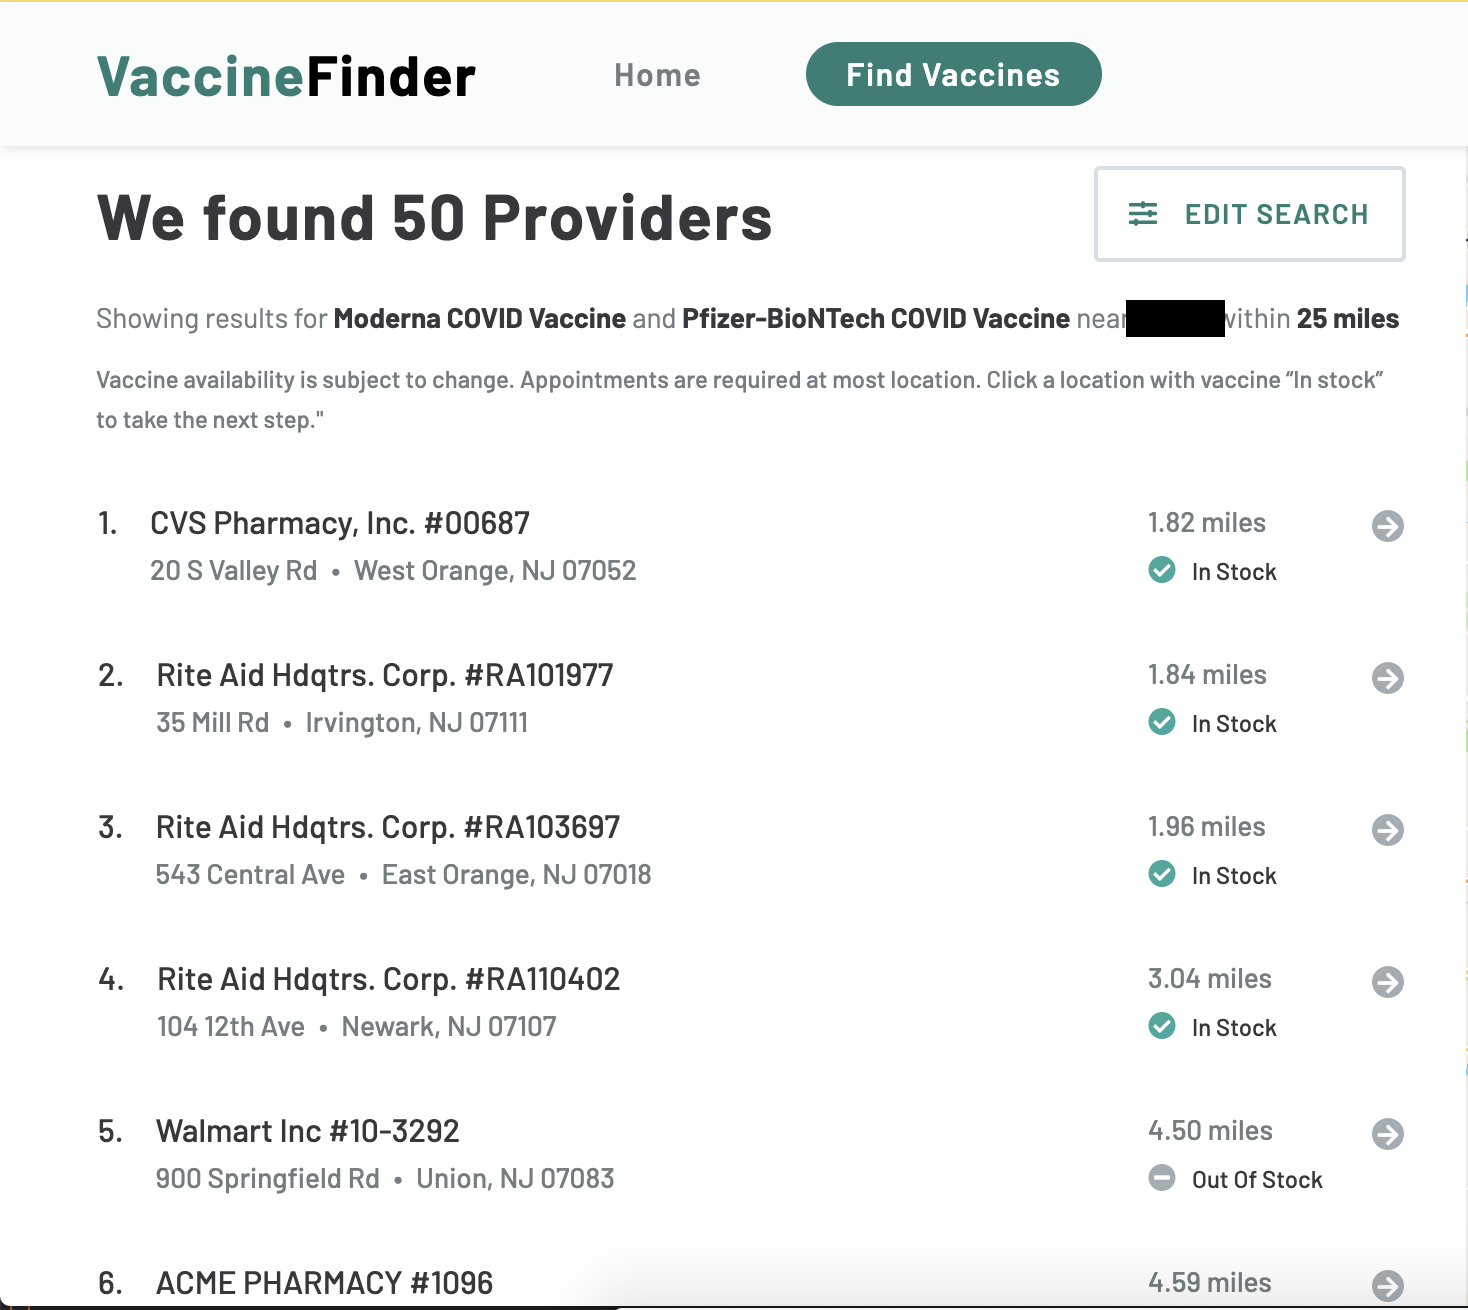 VaccineFinder
Home
Find Vaccines
We found 50 Providers
EDIT SEARCH
Showing results for Moderna COVID Vaccine and Pfizer-BioNTech COVID Vaccine near within 25 miles
Vaccine availability is subject to change. Appointments are required at most location. Click a location with vaccine “In stock”
to take the next step."
1. CVS Pharmacy, Inc. #00687
1.82 miles
20 S Valley Rd • West Orange, NJ 07052
In Stock
2. Rite Aid Hdqtrs. Corp. #RA101977
1.84 miles
35 Mill Rd • Irvington, NJ 07111
In Stock
3. Rite Aid Hdqtrs. Corp. #RA103697
1.96 miles
543 Central Ave • East Orange, NJ 07018
In Stock
4. Rite Aid Hdqtrs. Corp. #RA110402
3.04 miles
104 12th Ave • Newark, NJ 07107
In Stock
5. Walmart Inc #10-3292
4.50 miles
900 Springfield Rd • Union, NJ 07083
Out Of Stock
6. ACME PHARMACY #1096
4.59 miles